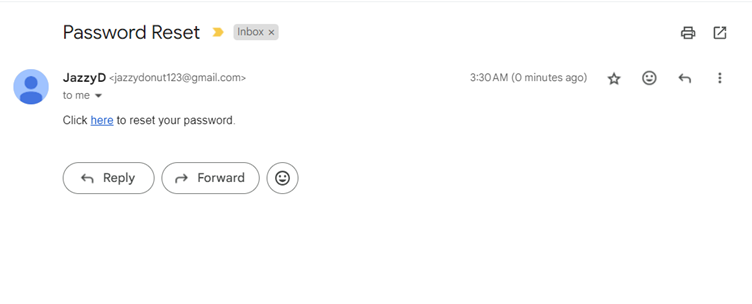 Password Reset Inbox ×
JazzyD <jazzydonut123@gmail.com> 3:30 AM (0 minutes ago)
to me
Click here to reset your password.
Reply Forward